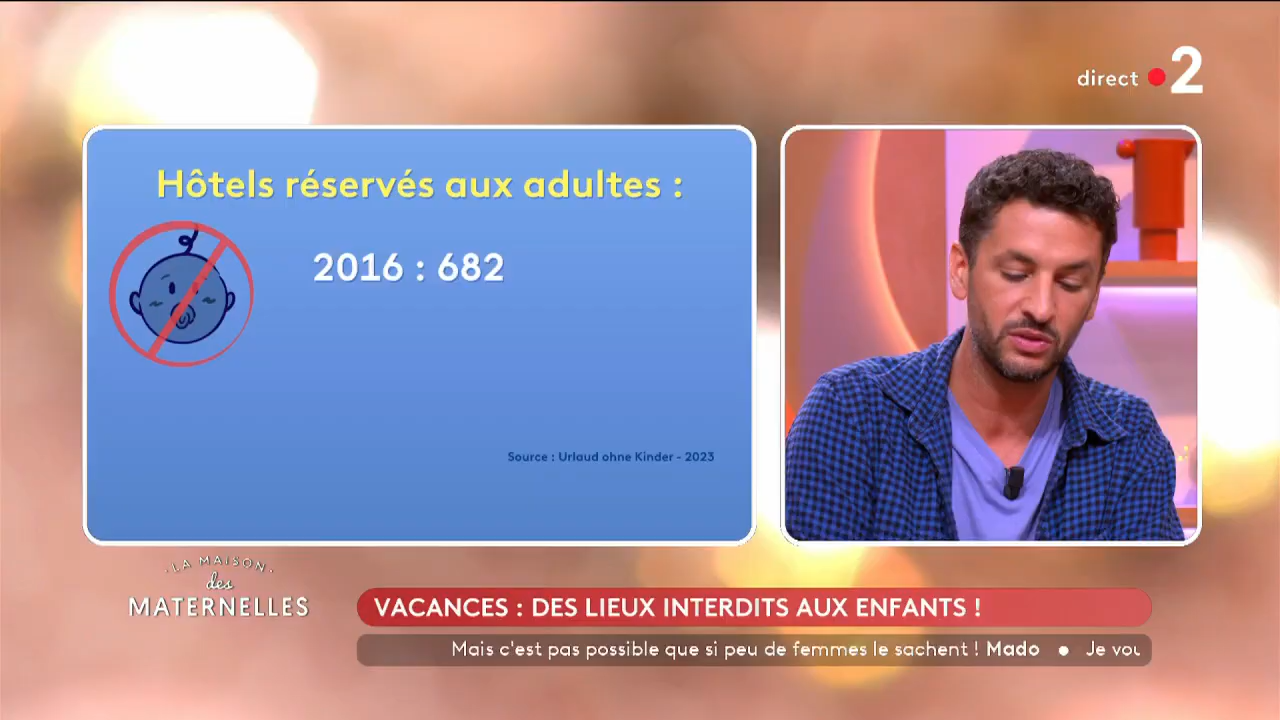 direct 2
Hôtels réservés aux adultes :
2016 : 682
Source : Urlaud ohne Kinder - 2023
· LA MAISON ·
des
MATERNELLES
VACANCES : DES LIEUX INTERDITS AUX ENFANTS !
Mais c'est pas possible que si peu de femmes le sachent ! Mado • Je